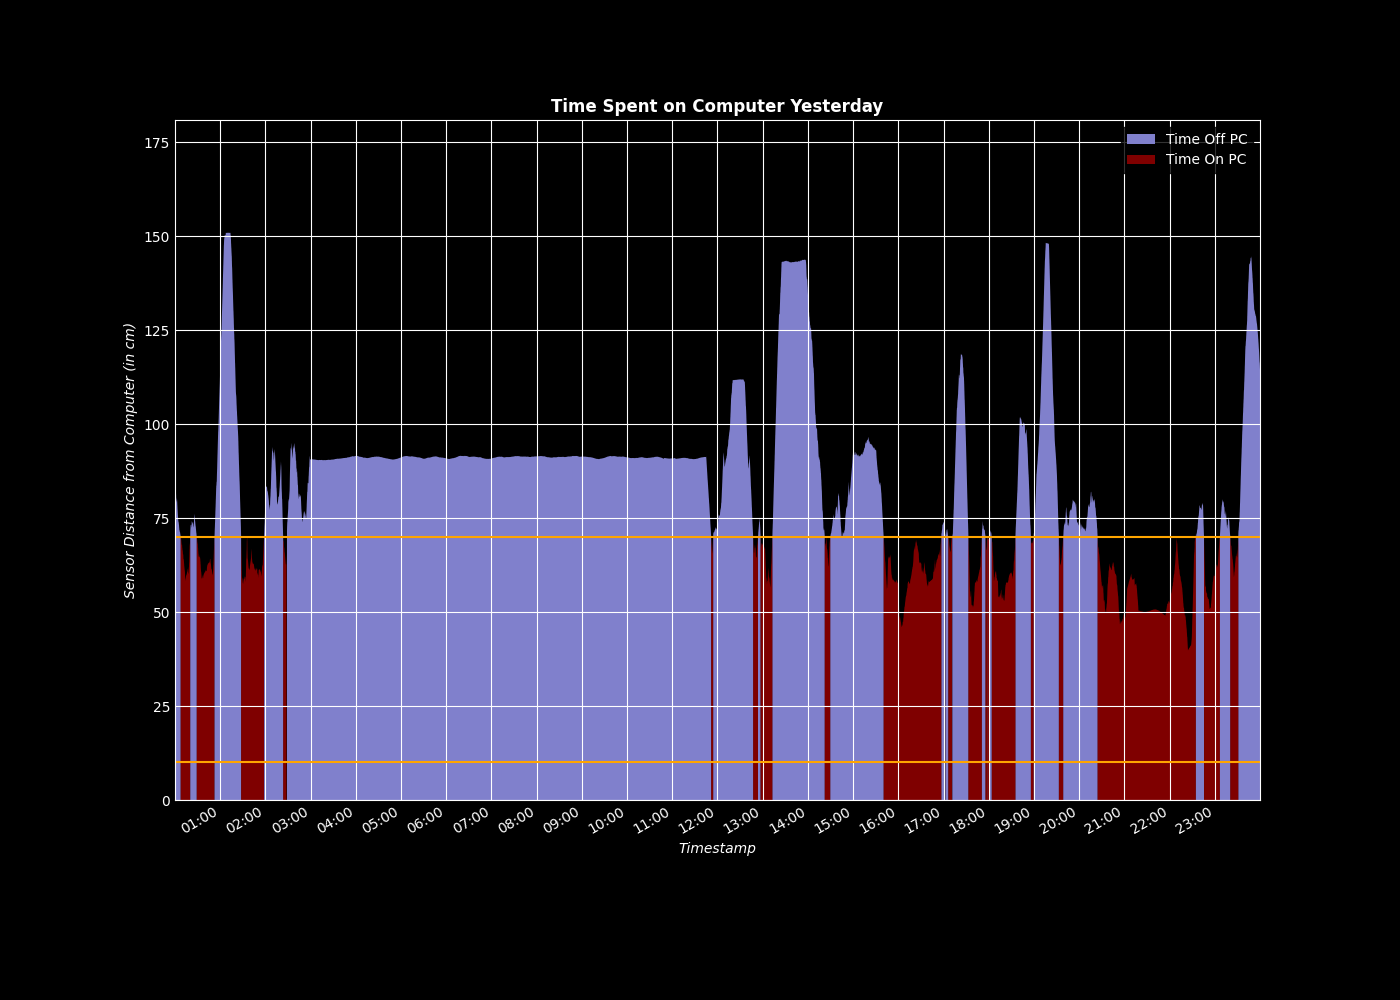 Time Spent on Computer Yesterday
Time Off PC
Time On PC
Sensor Distance from Computer (in cm)
175
150
125
100
75
50
25
0
01:00 02:00 03:00 04:00 05:00 06:00 07:00 08:00 09:00 10:00 11:00 12:00 13:00 14:00 15:00 16:00 17:00 18:00 19:00 20:00 21:00 22:00 23:00
Timestamp